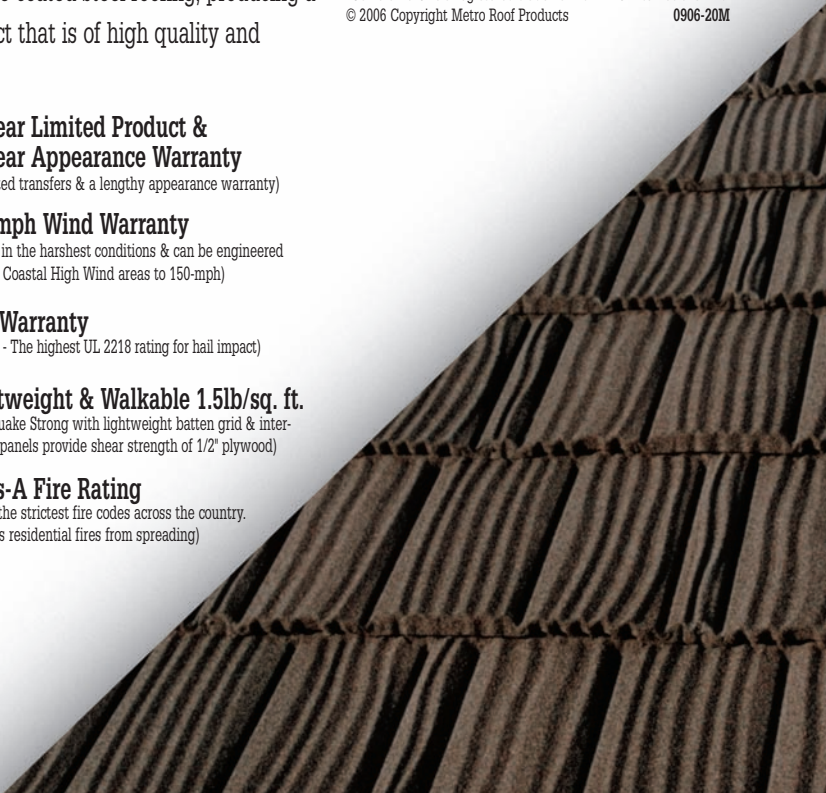 ct that is of high quality and
© 2006 Copyright Metro Roof Products
0906-20M
ear Limited Product &
ear Appearance Warranty
ted transfers & a lengthy appearance warranty)
mph Wind Warranty
in the harshest conditions & can be engineered
Coastal High Wind areas to 150-mph)
Warranty
- The highest UL 2218 rating for hail impact)
tweight & Walkable 1.5lb/sq. ft.
uake Strong with lightweight batten grid & inter-
panels provide shear strength of 1/2" plywood)
s-A Fire Rating
the strictest fire codes across the country.
s residential fires from spreading)